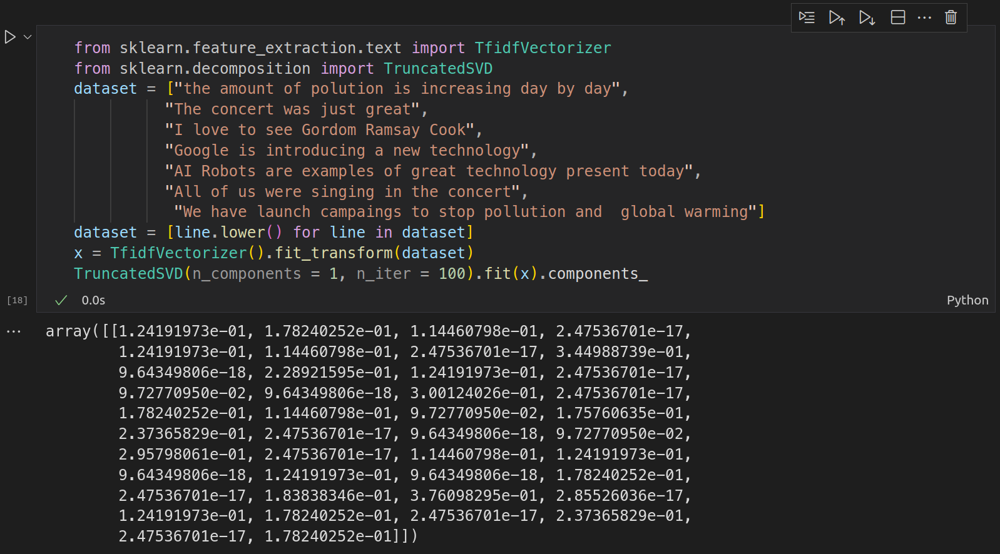 from sklearn.feature_extraction.text import TfidfVectorizer
from sklearn.decomposition import TruncatedSVD
dataset = ["the amount of polution is increasing day by day",
"The concert was just great",
"I love to see Gordom Ramsay Cook",
"Google is introducing a new technology",
"AI Robots are examples of great technology present today",
"All of us were singing in the concert",
"We have launch campaings to stop pollution and  global warming"]
dataset = [line.lower() for line in dataset]
x = TfidfVectorizer().fit_transform(dataset)
TruncatedSVD(n_components = 1, n_iter = 100).fit(x).components_
[18] 0.0s Python
array([[1.24191973e-01, 1.78240252e-01, 1.14460798e-01, 2.47536701e-17,
1.24191973e-01, 1.14460798e-01, 2.47536701e-17, 3.44988739e-01,
9.64349806e-18, 2.28921595e-01, 1.24191973e-01, 2.47536701e-17,
9.72770950e-02, 9.64349806e-18, 3.00124026e-01, 2.47536701e-17,
1.78240252e-01, 1.14460798e-01, 9.72770950e-02, 1.75760635e-01,
2.37365829e-01, 2.47536701e-17, 9.64349806e-18, 9.72770950e-02,
2.95798061e-01, 2.47536701e-17, 1.14460798e-01, 1.24191973e-01,
9.64349806e-18, 1.24191973e-01, 9.64349806e-18, 1.78240252e-01,
2.47536701e-17, 1.83838346e-01, 3.76098295e-01, 2.85526036e-17,
1.24191973e-01, 1.78240252e-01, 2.47536701e-17, 2.37365829e-01,
2.47536701e-17, 1.78240252e-01]])